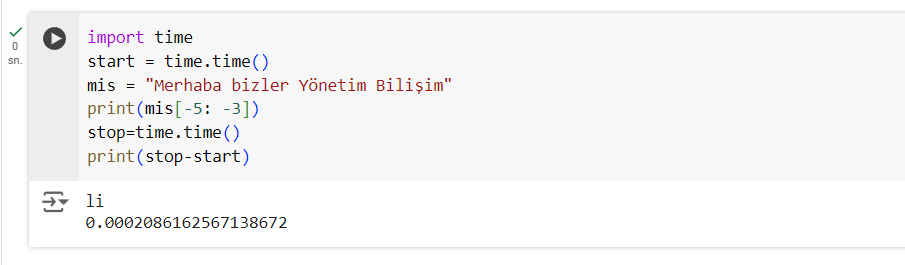 0
sn.
import time
start = time.time()
mis = "Merhaba bizler Yönetim Bilişim"
print(mis[-5: -3])
stop=time.time()
print(stop-start)
li
0.0002086162567138672